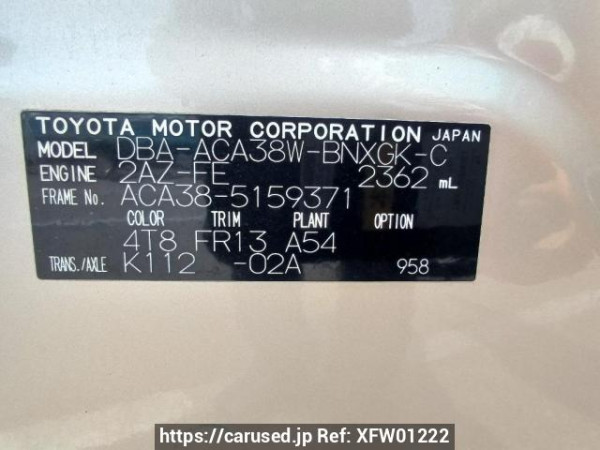 TOYOTA MOTOR CORPORATION JAPAN
MODEL DBA-ACA38W-BNXGK-C
ENGINE 2AZ-FE 2362 mL
FRAME No. ACA38-5159371
COLOR TRIM PLANT OPTION
4T8 FR13 A54
TRANS./AXLE K112 -02A 958
https://carused.jp Ref: XFW01222